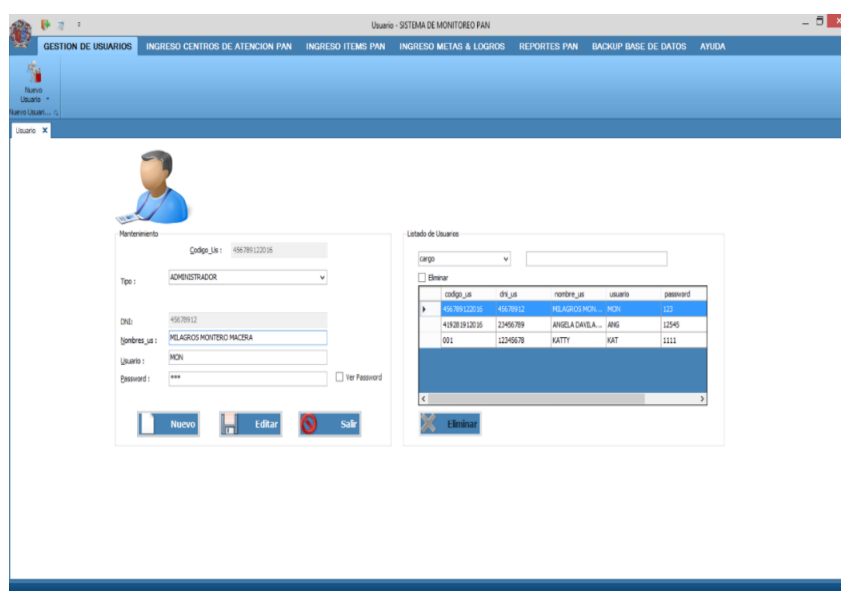 Usuario - SISTEMA DE MONITOREO PAN
GESTION DE USUARIOS INGRESO CENTROS DE ATENCION PAN INGRESO ITEMS PAN INGRESO METAS & LOGROS REPORTES PAN BACKUP BASE DE DATOS AYUDA
Nuevo
Usuario
Nuevo Usuari...
Usuario X
Mantenimiento
Codigo_Us : 456789122016
Tipo : ADMINISTRADOR
DNI: 45678912
Nombres_us : MILAGROS MONTERO MACERA
Usuario : MON
Password : *** Ver Password
Nuevo Editar Salir
Listado de Usuarios
cargo
Eliminar
codigo_us dni_us nombre_us usuario password
456789122016 45678912 MILAGROS MON... MON 123
419281912016 23456789 ANGELA DAVILA... ANG 12545
001 12345678 KATTY KAT 1111
Eliminar